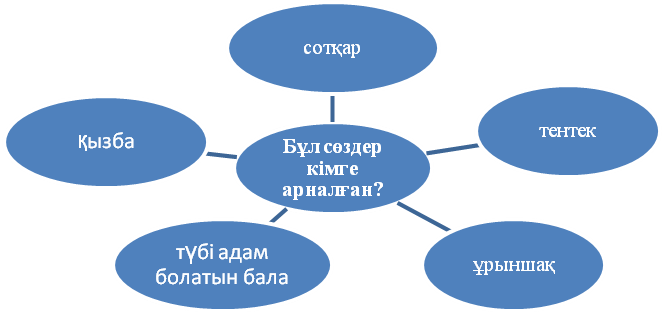 сотқар
қызба
тентек
Бұл сөздер
кімге
арналған?
түбі адам
болатын бала
ұрыншақ